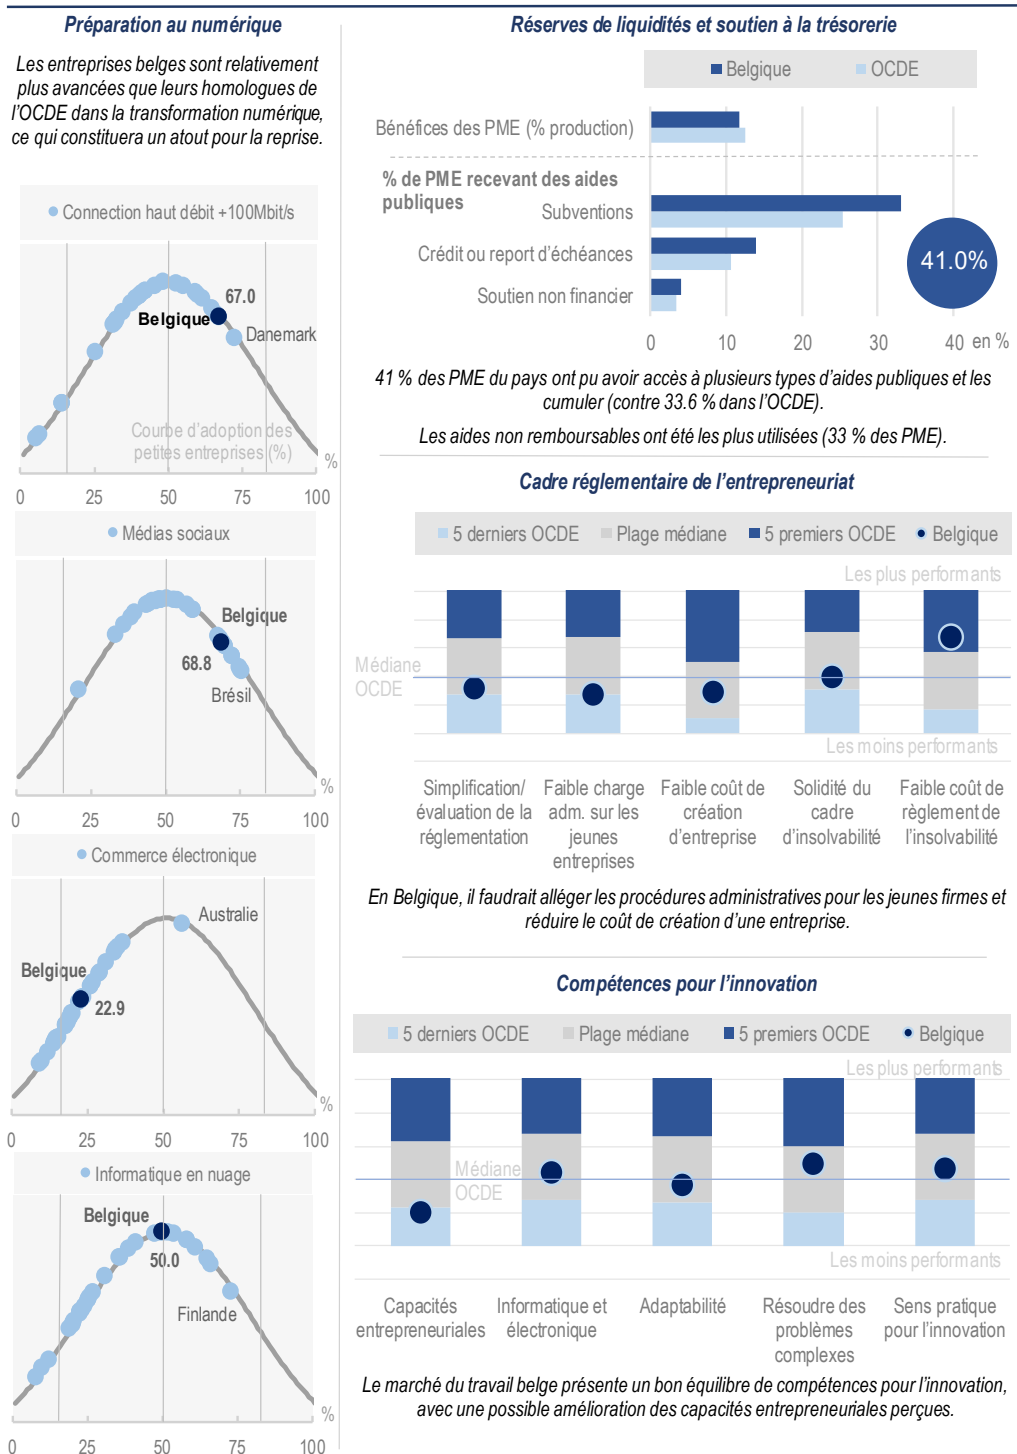 Préparation au numérique
Les entreprises belges sont relativement
plus avancées que leurs homologues de
l'OCDE dans la transformation numérique,
ce qui constituera un atout pour la reprise.
Connection haut débit +100Mbit/s
67.0
Belgique
Danemark
Courbe d'adoption des
petites entreprises (%)
%
0 25 50 75 100
Médias sociaux
Belgique
68.8
Brésil
%
0 25 50 75 100
Commerce électronique
Australie
Belgique
22.9
%
0 25 50 75 100
Informatique en nuage
Belgique
50.0
Finlande
%
0 25 50 75 100
Réserves de liquidités et soutien à la trésorerie
Belgique OCDE
Bénéfices des PME (% production)
% de PME recevant des aides
publiques
Subventions
Crédit ou report d'échéances
41.0%
Soutien non financier
0 10 20 30 40 en %
41 % des PME du pays ont pu avoir accès à plusieurs types d'aides publiques et les
cumuler (contre 33.6 % dans l'OCDE).
Les aides non remboursables ont été les plus utilisées (33 % des PME).
Cadre réglementaire de l'entrepreneuriat
5 derniers OCDE Plage médiane 5 premiers OCDE Belgique
Les plus performants
Médiane
OCDE
Les moins performants
Simplification/
évaluation de la
réglementation
Faible charge
adm. sur les
jeunes
entreprises
Faible coût de
création
d'entreprise
Solidité du
cadre
d'insolvabilité
Faible coût de
règlement de
l'insolvabilité
En Belgique, il faudrait alléger les procédures administratives pour les jeunes firmes et
réduire le coût de création d'une entreprise.
Compétences pour l'innovation
5 derniers OCDE Plage médiane 5 premiers OCDE Belgique
Les plus performants
Médiane
OCDE
Les moins performants
Capacités
entrepreneuriales
Informatique et
électronique
Adaptabilité
Résoudre des
problèmes
complexes
Sens pratique
pour l'innovation
Le marché du travail belge présente un bon équilibre de compétences pour l'innovation,
avec une possible amélioration des capacités entrepreneuriales perçues.